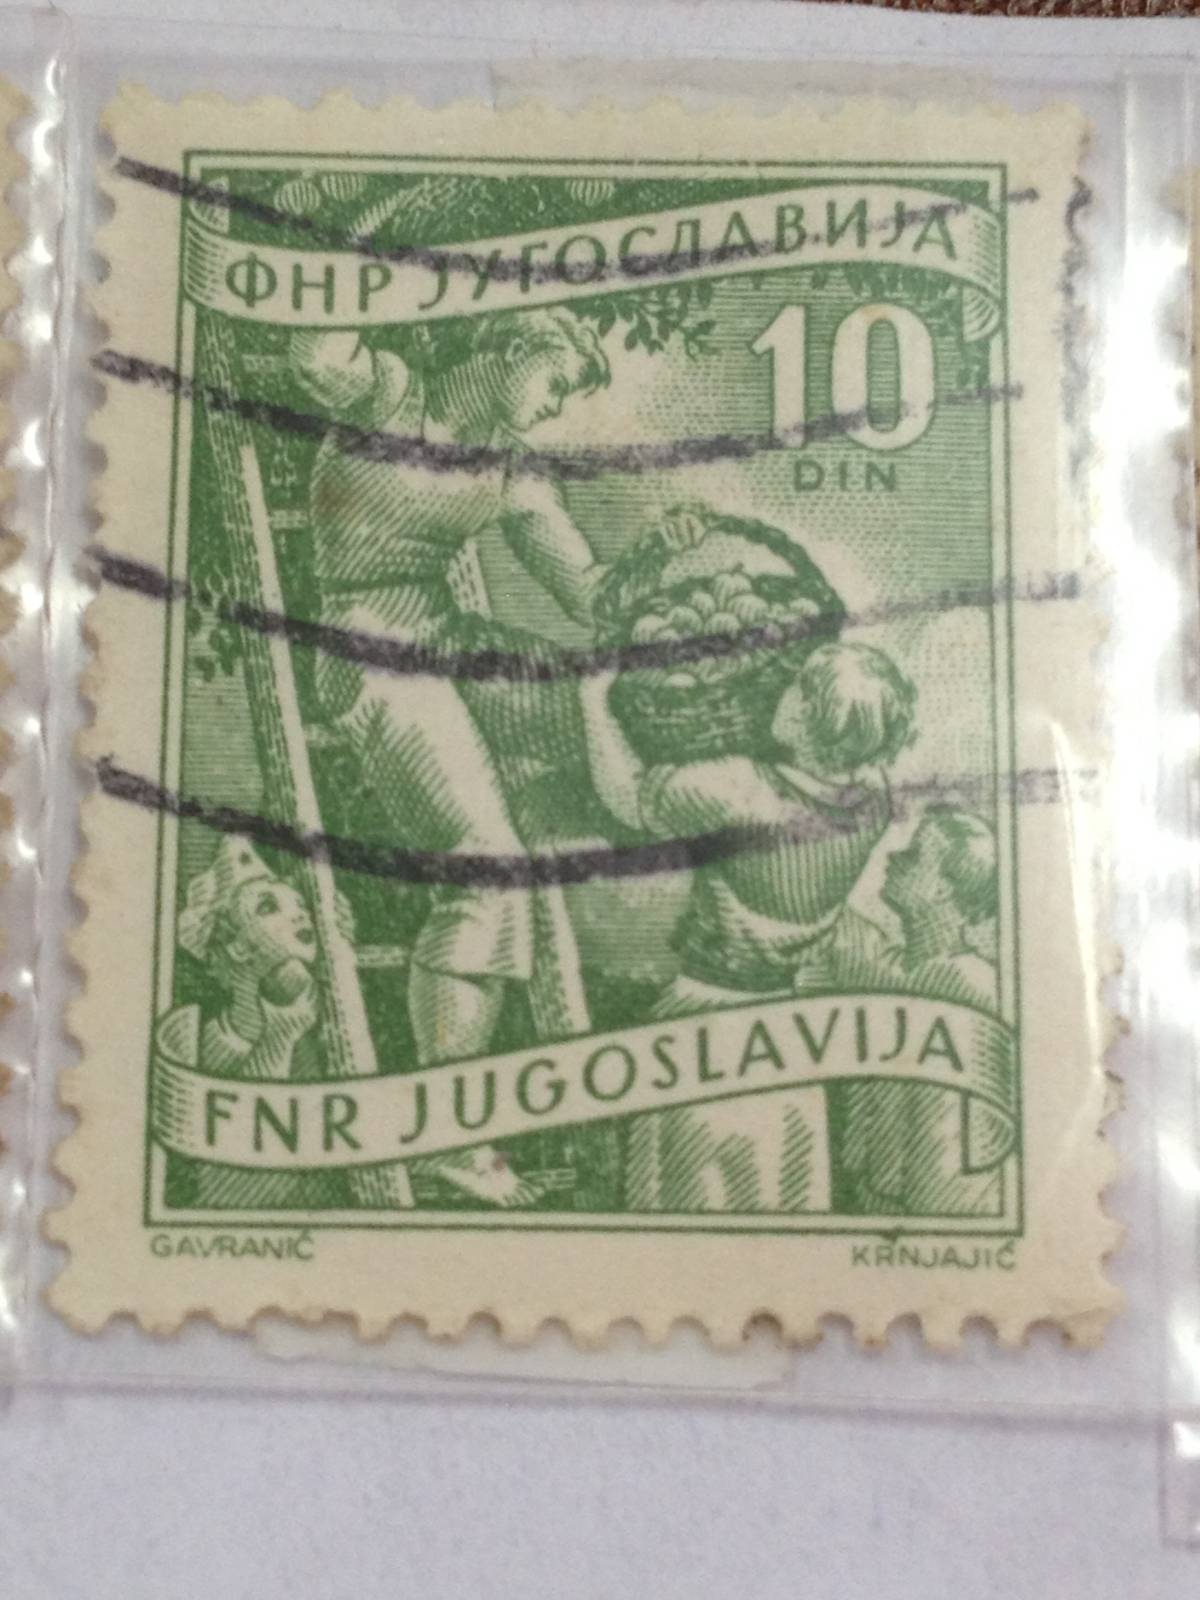 ФНР ЈУГОСЛАВИЈА
10
DIN
FNR JUGOSLAVIJA
GAVRANIĆ
KRNJAJIĆ